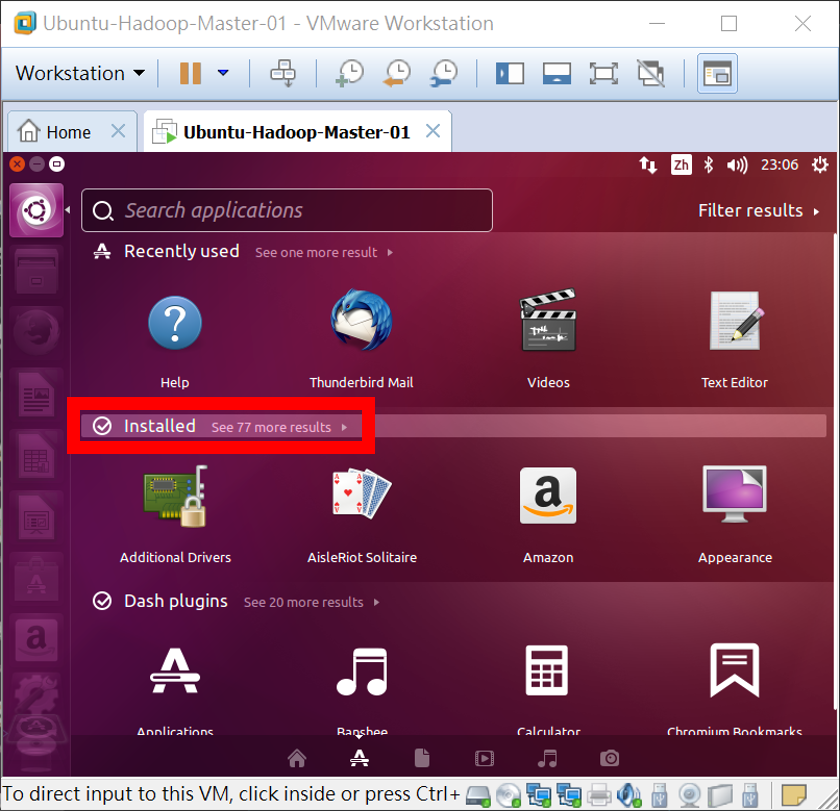 Ubuntu-Hadoop-Master-01 - VMware Workstation
Workstation
Home
Ubuntu-Hadoop-Master-01
Zh
23:06
Search applications
Filter results
Recently used See one more result
Help Thunderbird Mail Videos Text Editor
Installed See 77 more results
Additional Drivers AisleRiot Solitaire Amazon Appearance
Dash plugins See 20 more results
Applications Banshee Calculator Chromium Bookmarks
To direct input to this VM, click inside or press Ctrl+